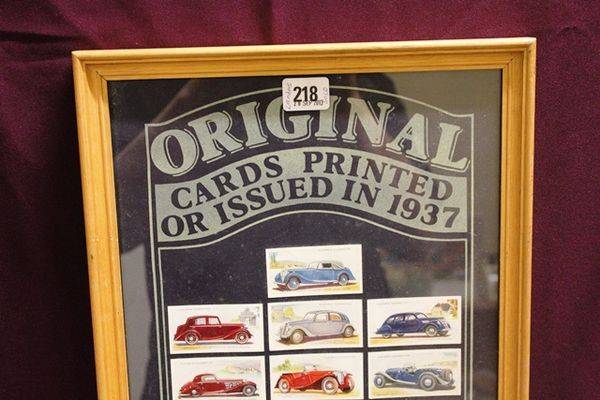 218
ORIGINAL
CARDS PRINTED
OR ISSUED IN 1937